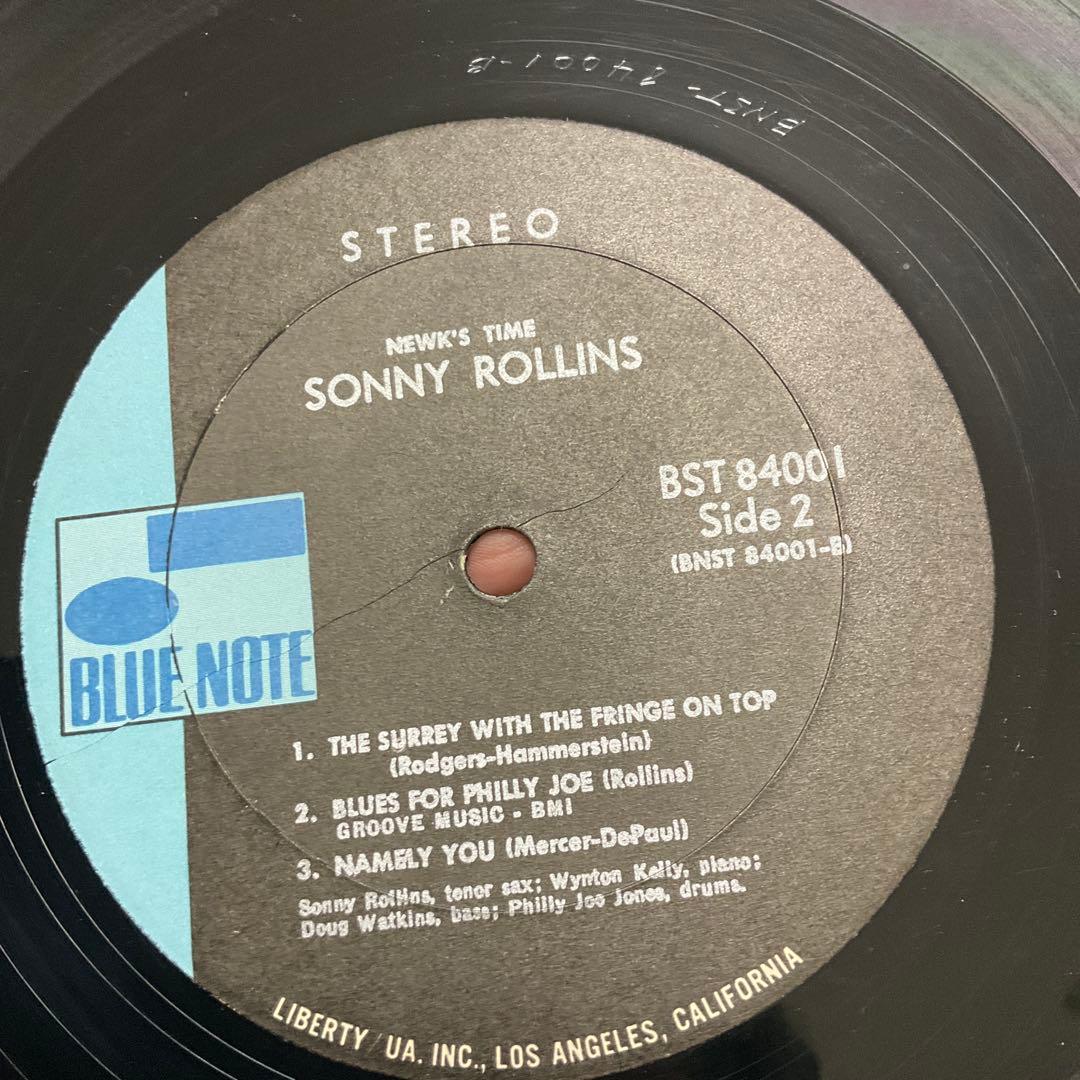 BNST-84001-B
STEREO
NEWK'S TIME
SONNY ROLLINS
BST 84001
Side 2
(BNST 84001-B)
BLUE NOTE
1. THE SURREY WITH THE FRINGE ON TOP
(Rodgers-Hammerstein)
2. BLUES FOR PHILLY JOE (Rollins)
GROOVE MUSIC - BMI
3. NAMELY YOU (Mercer-DePaul)
Sonny Rollins, tenor sax; Wynton Kelly, piano;
Doug Watkins, bass; Philly Joe Jones, drums.
LIBERTY/UA. INC., LOS ANGELES, CALIFORNIA